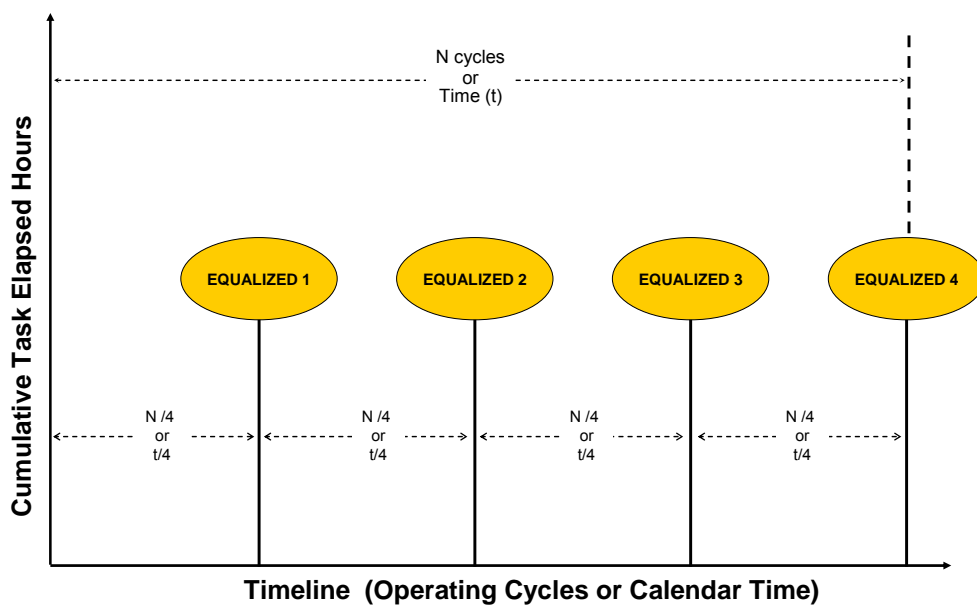 N cycles
or
Time (t)
Cumulative Task Elapsed Hours
EQUALIZED 1
EQUALIZED 2
EQUALIZED 3
EQUALIZED 4
N /4
or
t/4
N /4
or
t/4
N /4
or
t/4
N /4
or
t/4
Timeline  (Operating Cycles or Calendar Time)